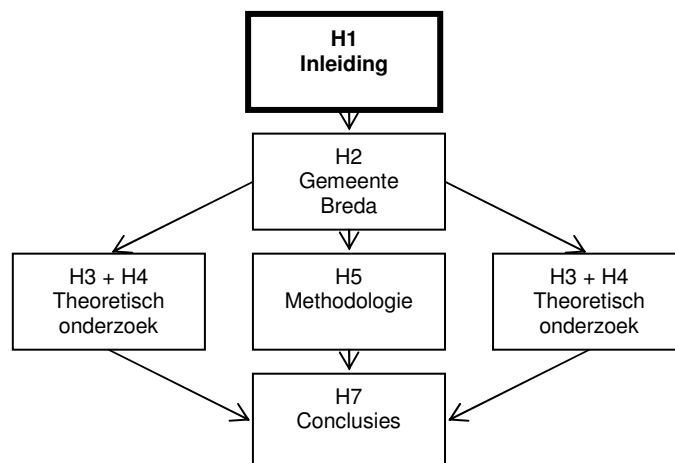 H1
Inleiding
H2
Gemeente
Breda
H3 + H4
Theoretisch
onderzoek
H5
Methodologie
H3 + H4
Theoretisch
onderzoek
H7
Conclusies